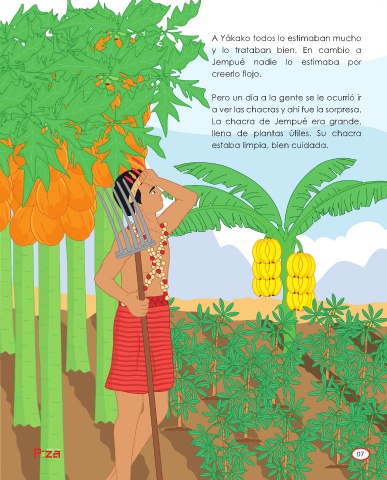 A Yákako todos lo estimaban mucho
y lo trataban bien. En cambio a
Jempué nadie lo estimaba por
creerlo flojo.
Pero un día a la gente se le ocurrió ir
a ver las chacras y ahí fue la sorpresa.
La chacra de Jempué era grande,
llena de plantas útiles. Su chacra
estaba limpia, bien cuidada.
07